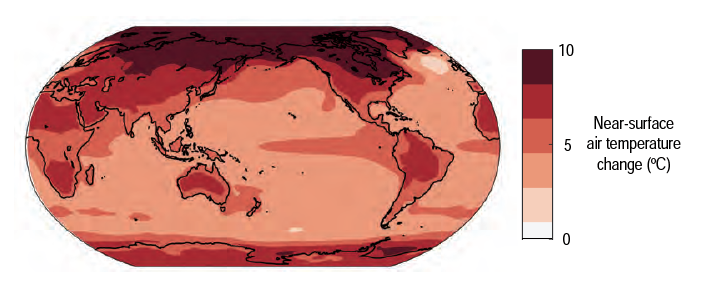 10
5
0
Near-surface
air temperature
change (ºC)